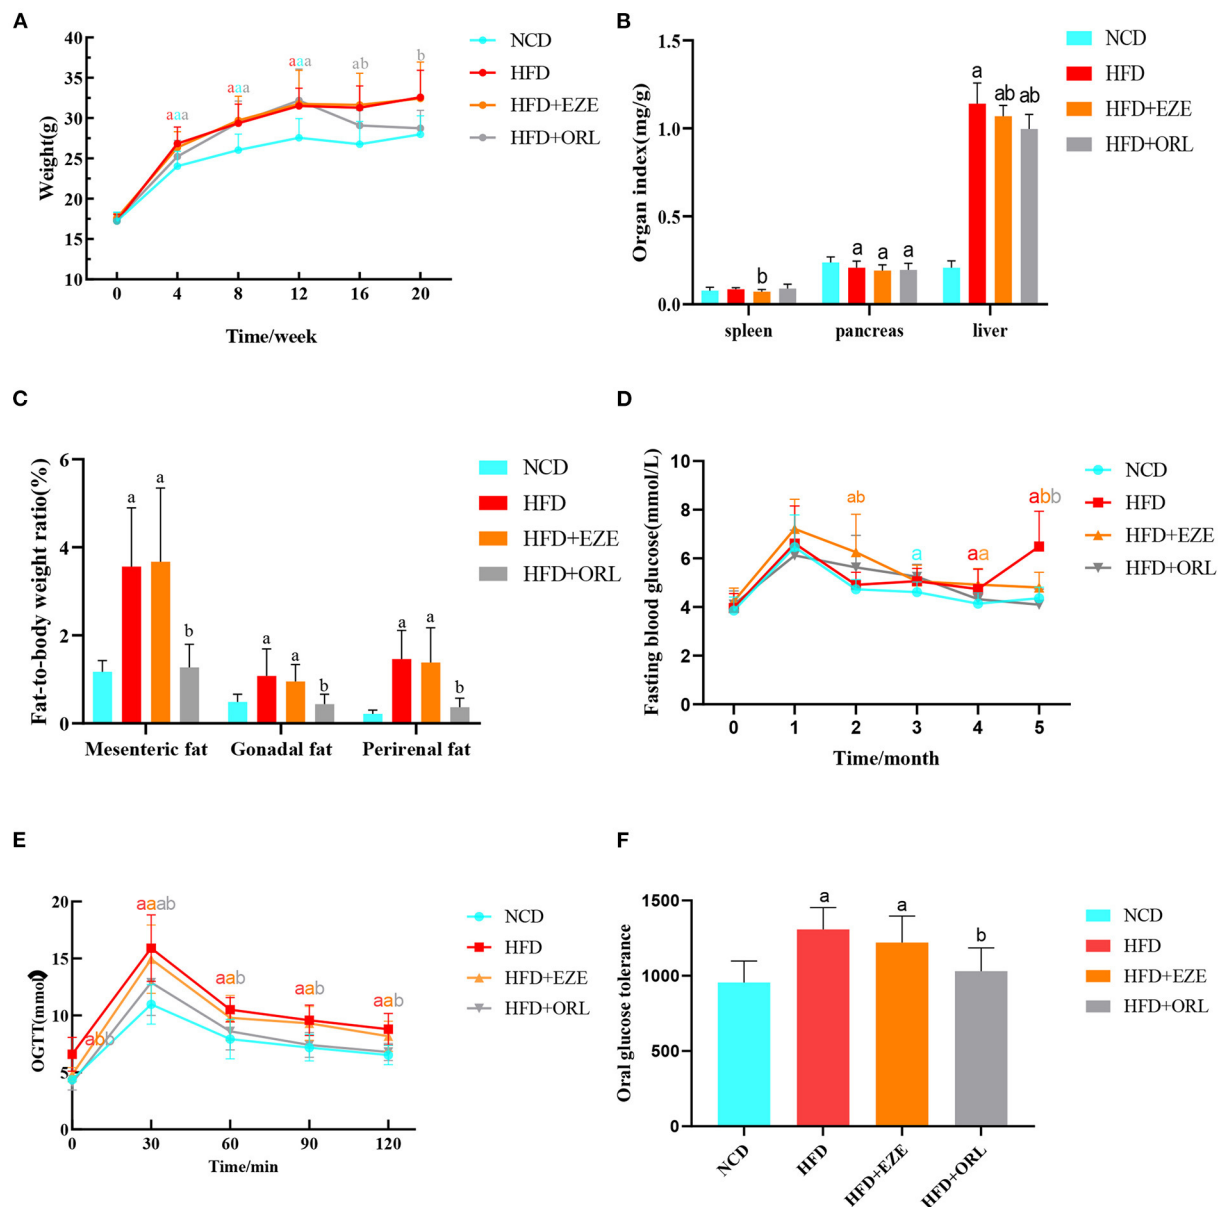 A
Weight(g)
40
35
30
25
20
15
10
0 4 8 12 16 20
Time/week
aaa
aaa
aaa
ab
b
NCD
HFD
HFD+EZE
HFD+ORL
B
Organ index(mg/g)
1.5
1.0
0.5
0.0
b
a a a
a ab ab
spleen pancreas liver
NCD
HFD
HFD+EZE
HFD+ORL
C
Fat-to-body weight ratio(%)
6
4
2
0
a a b
a a b
a a b
Mesenteric fat Gonadal fat Perirenal fat
NCD
HFD
HFD+EZE
HFD+ORL
D
Fasting blood glucose(mmol/L)
10
8
6
4
2
0
ab
a
aa
abb
0 1 2 3 4 5
Time/month
NCD
HFD
HFD+EZE
HFD+ORL
E
OGTT(mmol)
20
15
10
5
0
abb
aaab
aab
aab
aab
0 30 60 90 120
Time/min
NCD
HFD
HFD+EZE
HFD+ORL
F
Oral glucose tolerance
1500
1000
500
0
a a b
NCD HFD HFD+EZE HFD+ORL
NCD
HFD
HFD+EZE
HFD+ORL